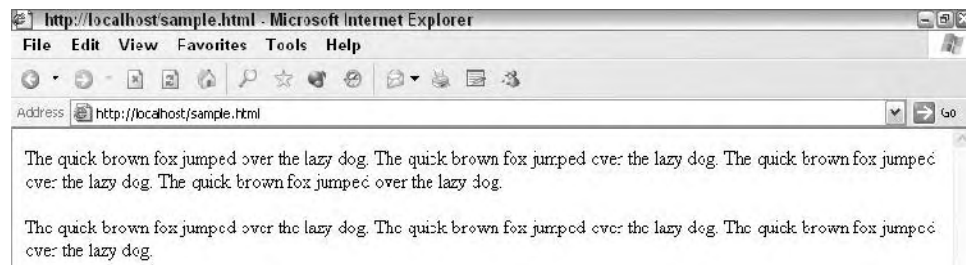 http://localhost/sample.html - Microsoft Internet Explorer
File Edit View Favorites Tools Help
Address http://localhost/sample.html Go
The quick brown fox jumped over the lazy dog. The quick brown fox jumped over the lazy dog. The quick brown fox jumped
over the lazy dog. The quick brown fox jumped over the lazy dog.
The quick brown fox jumped over the lazy dog. The quick brown fox jumped over the lazy dog. The quick brown fox jumped
over the lazy dog.